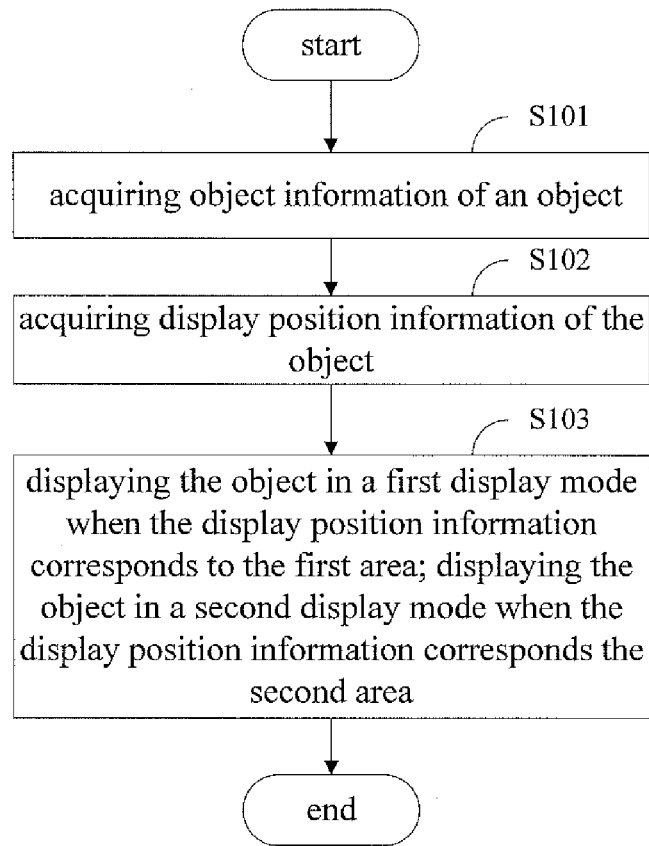 start
S101
acquiring object information of an object
S102
acquiring display position information of the
object
S103
displaying the object in a first display mode
when the display position information
corresponds to the first area; displaying the
object in a second display mode when the
display position information corresponds the
second area
end